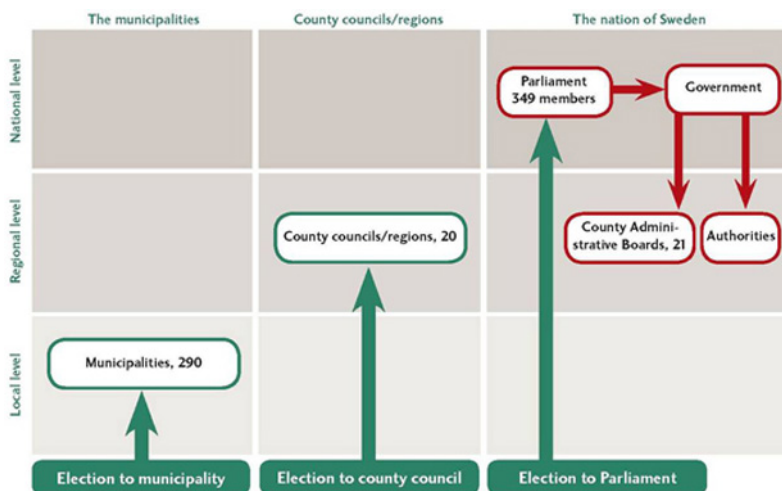 The municipalities
County councils/regions
The nation of Sweden
National level
Parliament
349 members
Government
Regional level
County councils/regions, 20
County Admini-
strative Boards, 21
Authorities
Local level
Municipalities, 290
Election to municipality
Election to county council
Election to Parliament